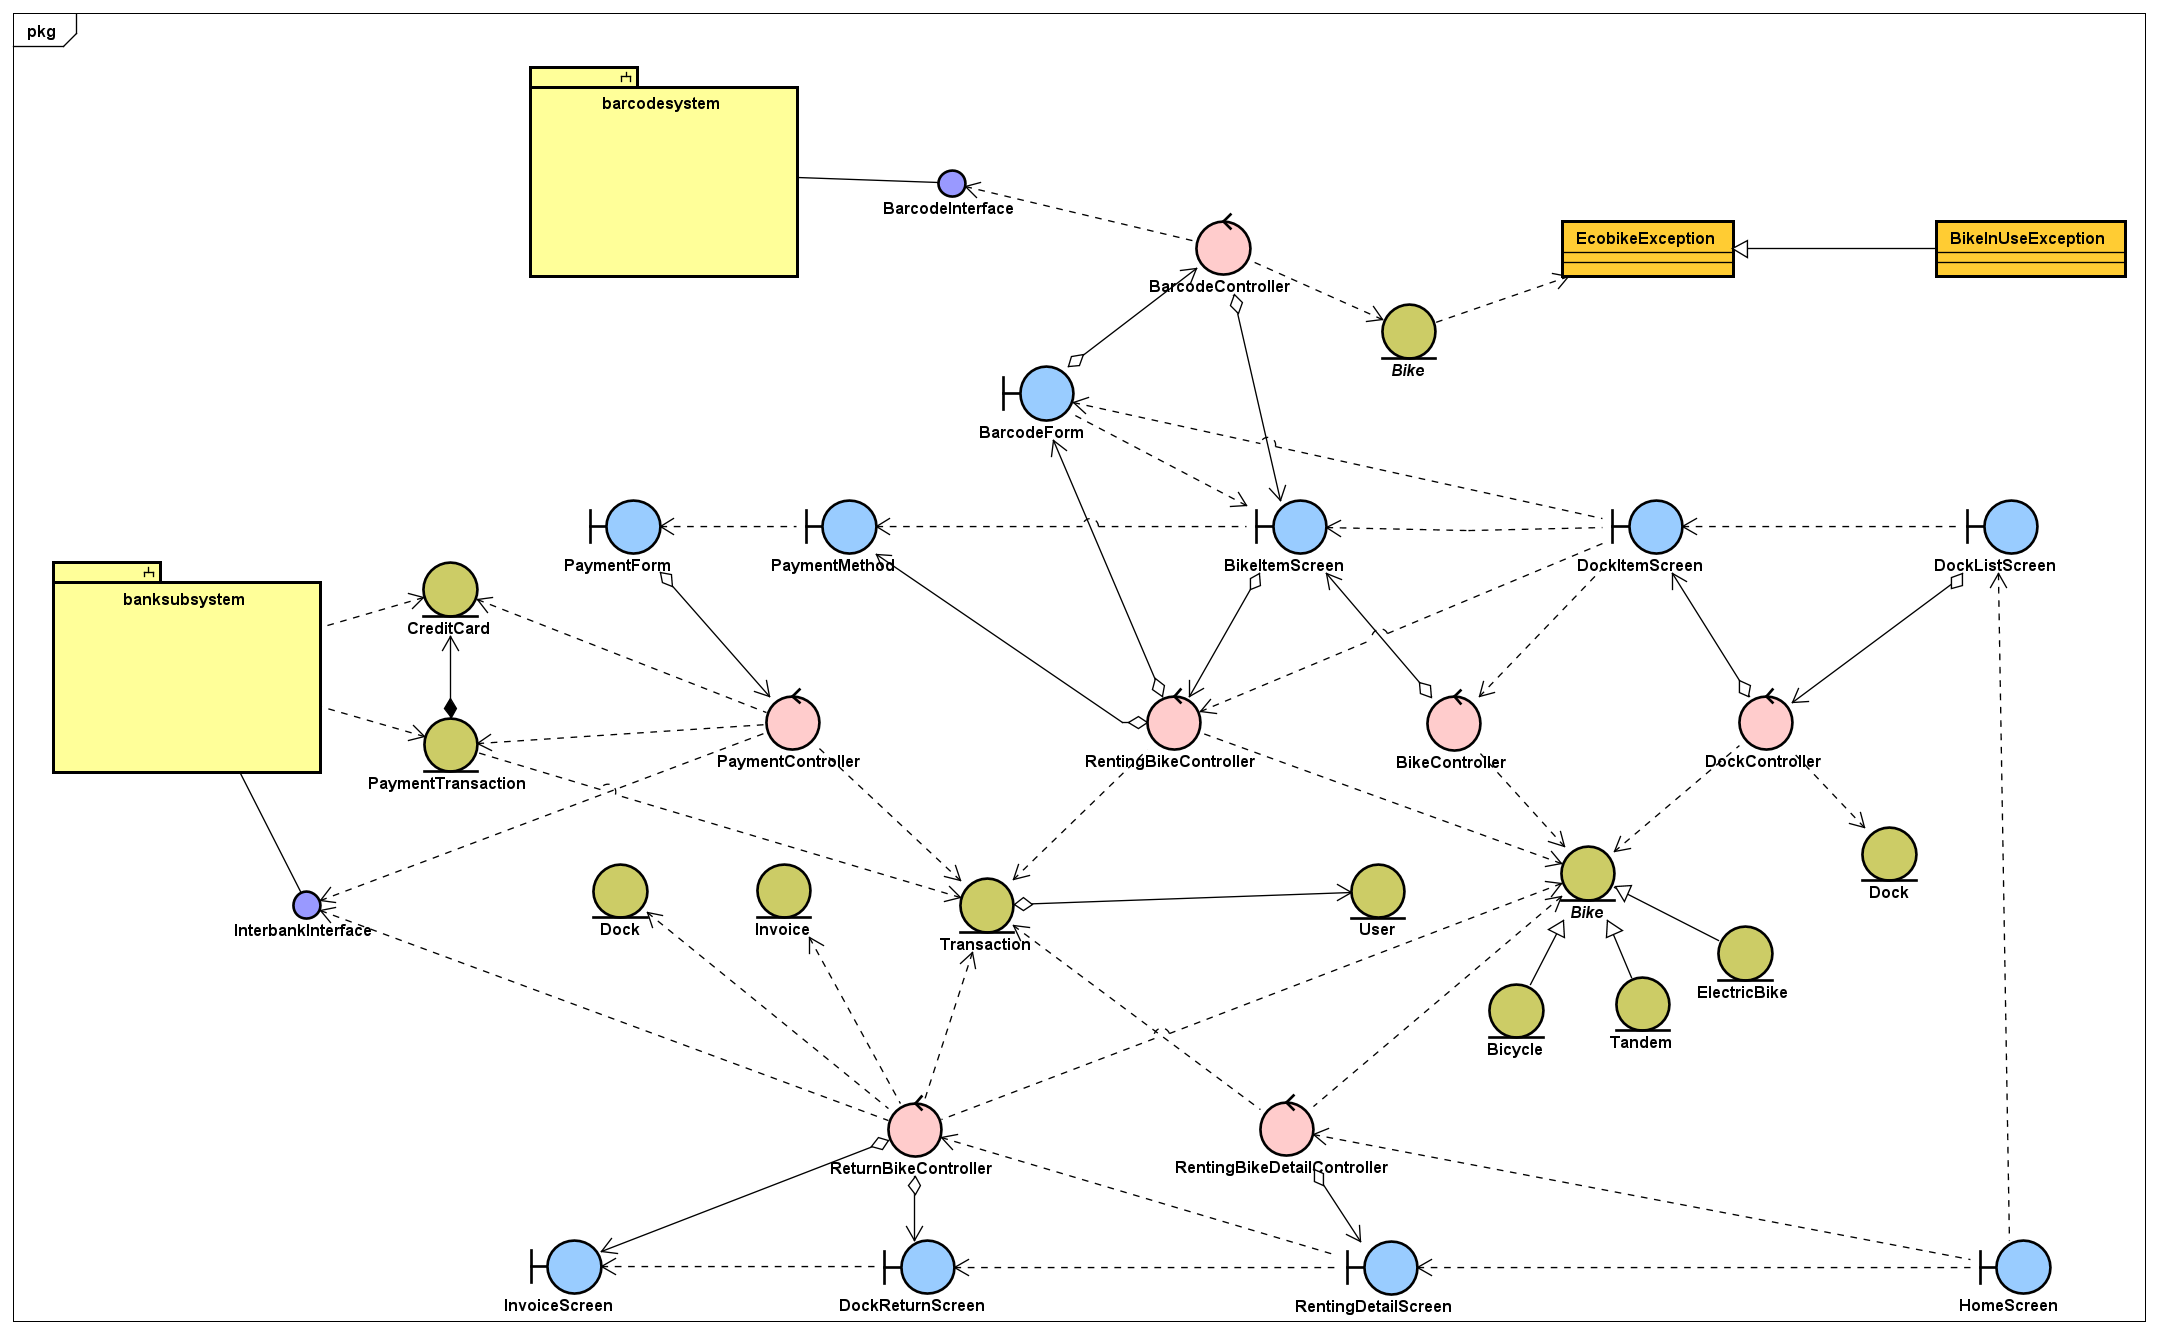 pkg
barcodesystem
BarcodeInterface
BarcodeController
EcobikeException
BikeInUseException
Bike
BarcodeForm
PaymentForm
PaymentMethod
BikeItemScreen
DockItemScreen
DockListScreen
banksubsystem
CreditCard
PaymentTransaction
PaymentController
RentingBikeController
BikeController
DockController
InterbankInterface
Dock
Invoice
Transaction
User
Bike
Dock
ElectricBike
Bicycle
Tandem
ReturnBikeController
RentingBikeDetailController
InvoiceScreen
DockReturnScreen
RentingDetailScreen
HomeScreen